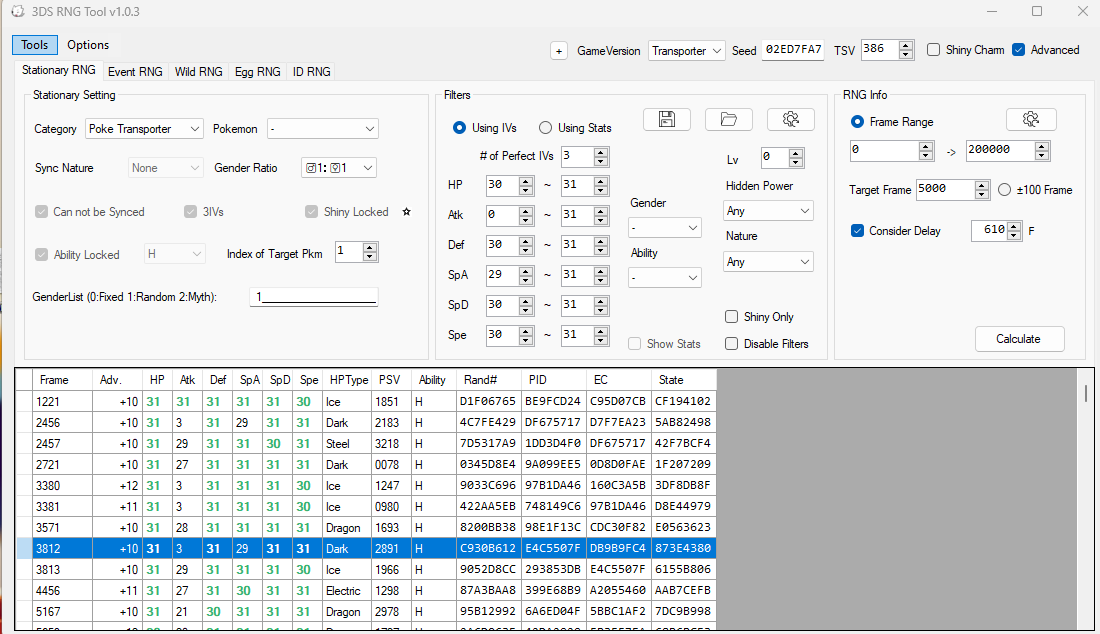 3DS RNG Tool v1.0.3
Tools Options
+ GameVersion Transporter Seed 02ED7FA7 TSV 386 Shiny Charm Advanced
Stationary RNG Event RNG Wild RNG Egg RNG ID RNG
Stationary Setting
Category Poke Transporter Pokemon -
Sync Nature None Gender Ratio ♂1: ♀1
Can not be Synced 3IVs Shiny Locked ☆
Ability Locked H Index of Target Pkm 1
GenderList (0:Fixed 1:Random 2:Myth): 1
Filters
Using IVs Using Stats
# of Perfect IVs 3
HP 30 ~ 31
Atk 0 ~ 31
Def 30 ~ 31
SpA 29 ~ 31
SpD 30 ~ 31
Spe 30 ~ 31
Gender
-
Ability
-
Show Stats
Lv 0
Hidden Power
Any
Nature
Any
Shiny Only
Disable Filters
RNG Info
Frame Range
0 -> 200000
Target Frame 5000 ±100 Frame
Consider Delay 610 F
Calculate
Frame Adv. HP Atk Def SpA SpD Spe HPType PSV Ability Rand# PID EC State
1221 +10 31 31 31 31 31 30 Ice 1851 H D1F06765 BE9FCD24 C95D07CB CF194102
2456 +10 31 3 31 29 31 31 Dark 2183 H 4C7FE429 DF675717 D7F7EA23 5AB82498
2457 +10 31 29 31 31 30 31 Steel 3218 H 7D5317A9 1DD3D4F0 DF675717 42F7BCF4
2721 +10 31 27 31 31 31 31 Dark 0078 H 0345D8E4 9A099EE5 0D8D0FAE 1F207209
3380 +12 31 3 31 31 31 30 Ice 1247 H 9033C696 97B1DA46 160C3A5B 3DF8DB8F
3381 +11 31 3 31 31 31 30 Ice 0980 H 422AA5EB 748149C6 97B1DA46 D8E44979
3571 +10 31 28 31 31 31 31 Dragon 1693 H 8200BB38 98E1F13C CDC30F82 E0563623
3812 +10 31 3 31 29 31 31 Dark 2891 H C930B612 E4C5507F DB9B9FC4 873E4380
3813 +10 31 29 31 31 31 30 Ice 1966 H 9052D8CC 293853DB E4C5507F 6155B806
4456 +11 31 27 31 30 31 31 Electric 1298 H 87A3BAA8 399E68B9 A2055460 AAB7CEFB
5167 +10 31 21 30 31 31 31 Dragon 2978 H 95B12992 6A6ED04F 5BBC1AF2 7DC9B998